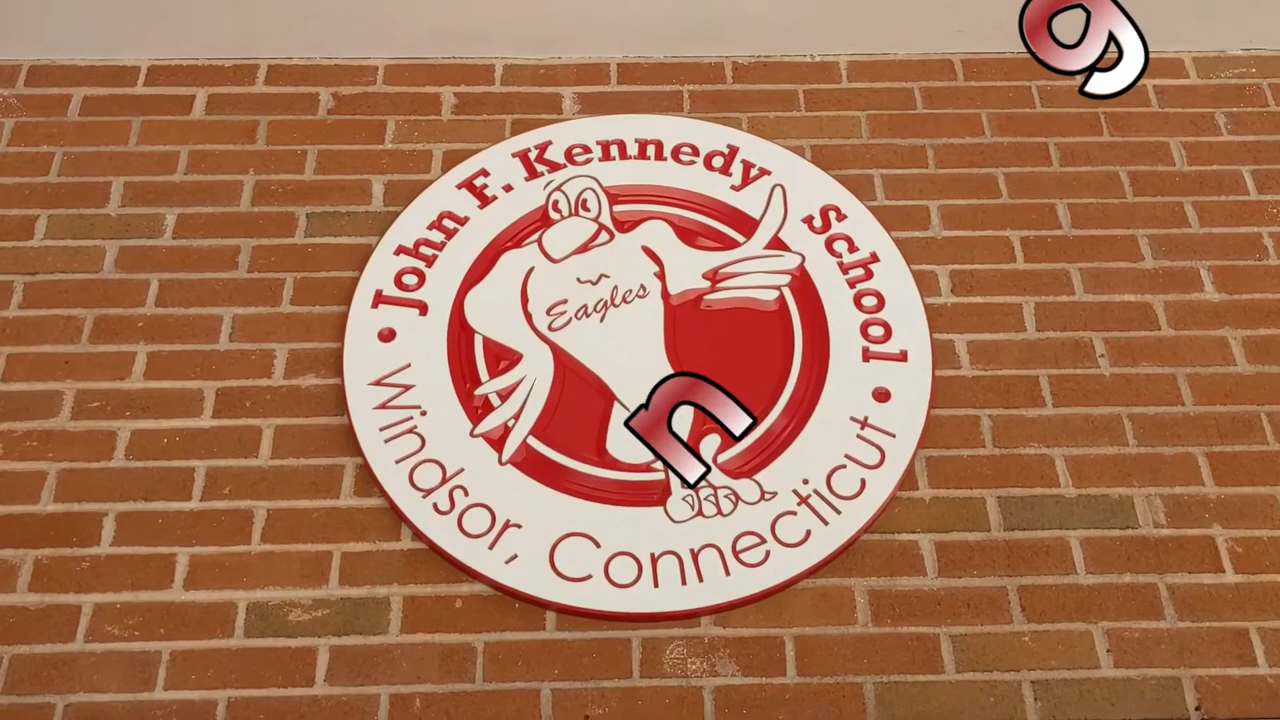 g
John F. Kennedy School
Eagles
n
• Windsor, Connecticut •